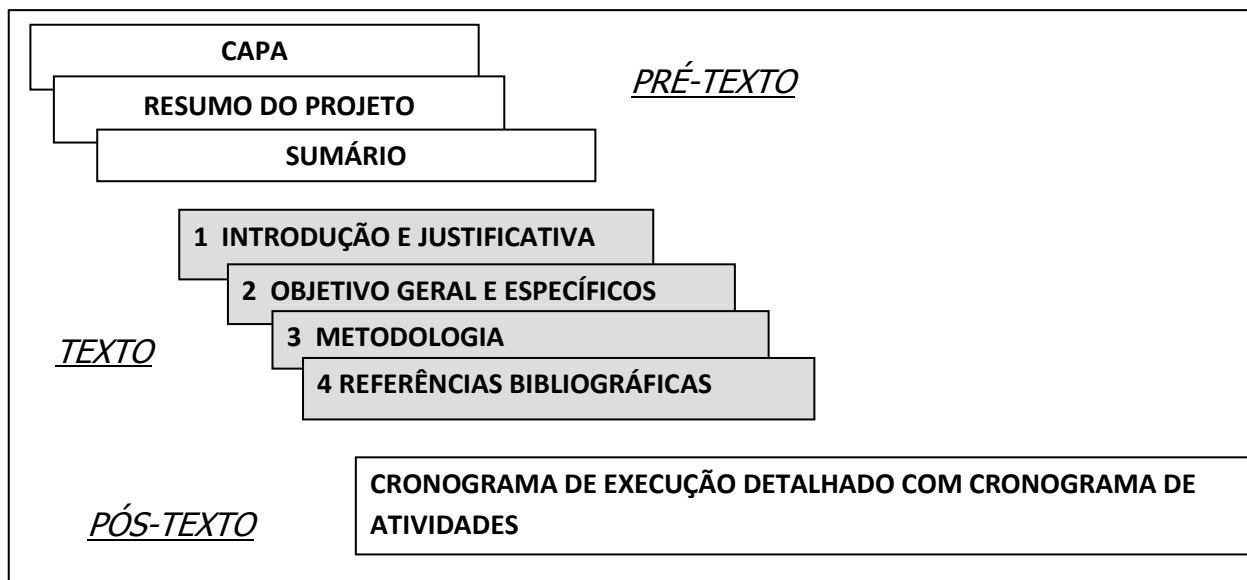 CAPA
PRÉ-TEXTO
RESUMO DO PROJETO
SUMÁRIO
1 INTRODUÇÃO E JUSTIFICATIVA
2 OBJETIVO GERAL E ESPECÍFICOS
3 METODOLOGIA
TEXTO
4 REFERÊNCIAS BIBLIOGRÁFICAS
CRONOGRAMA DE EXECUÇÃO DETALHADO COM CRONOGRAMA DE
ATIVIDADES
PÓS-TEXTO